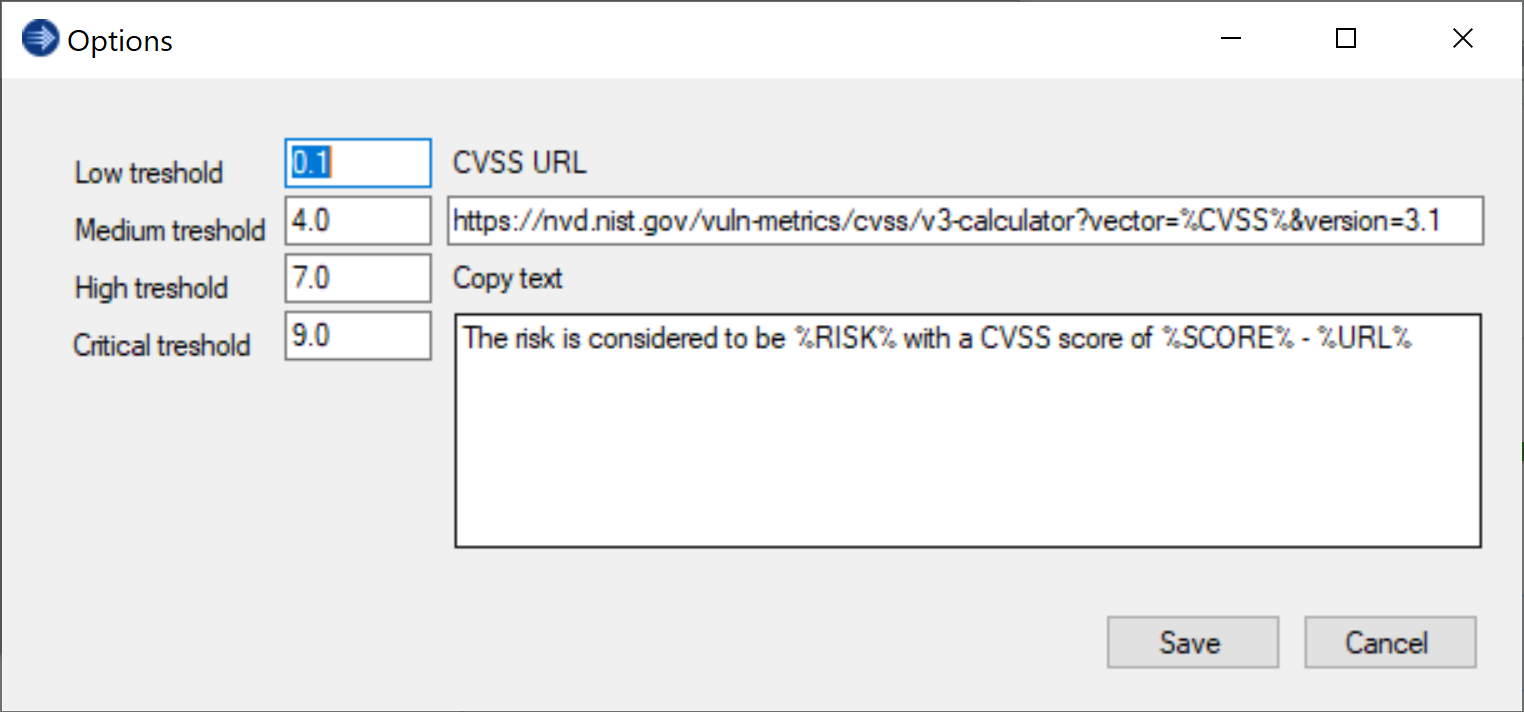 Options
Low treshold
0.1
CVSS URL
Medium treshold
4.0
https://nvd.nist.gov/vuln-metrics/cvss/v3-calculator?vector=%CVSS%&version=3.1
High treshold
7.0
Copy text
Critical treshold
9.0
The risk is considered to be %RISK% with a CVSS score of %SCORE% - %URL%
Save
Cancel